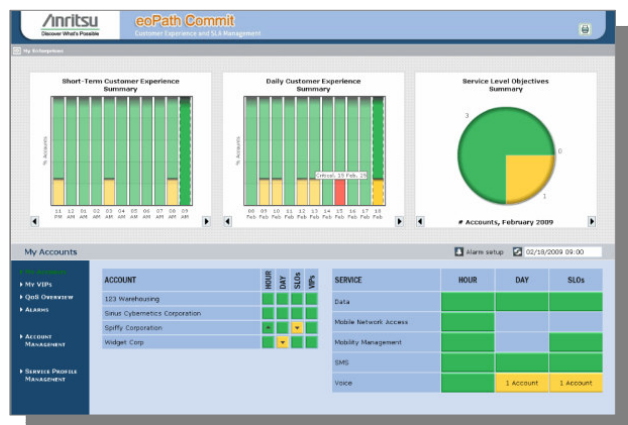 Anritsu
Discover What's Possible
eoPath Commit
Customer Experience and SLA Management
My Enterprises
Short-Term Customer Experience
Summary
% Accounts
11 PM 12 AM 01 AM 02 AM 03 AM 04 AM 05 AM 06 AM 07 AM 08 AM 09 AM
Daily Customer Experience
Summary
% Accounts
Critical, 15 Feb, 25
08 Feb 09 Feb 10 Feb 11 Feb 12 Feb 13 Feb 14 Feb 15 Feb 16 Feb 17 Feb 18 Feb
Service Level Objectives
Summary
3
0
1
# Accounts, February 2009
My Accounts
Alarm setup
02/18/2009 09:00
My VIPs
QoS Overview
Alarms
Account
Management
Service Profile
Management
ACCOUNT HOUR DAY SLOs VIPs
123 Warehousing
Sirius Cybernetics Corporation
Spiffy Corporation
Widget Corp
SERVICE HOUR DAY SLOs
Data
Mobile Network Access
Mobility Management
SMS
Voice 1 Account 1 Account